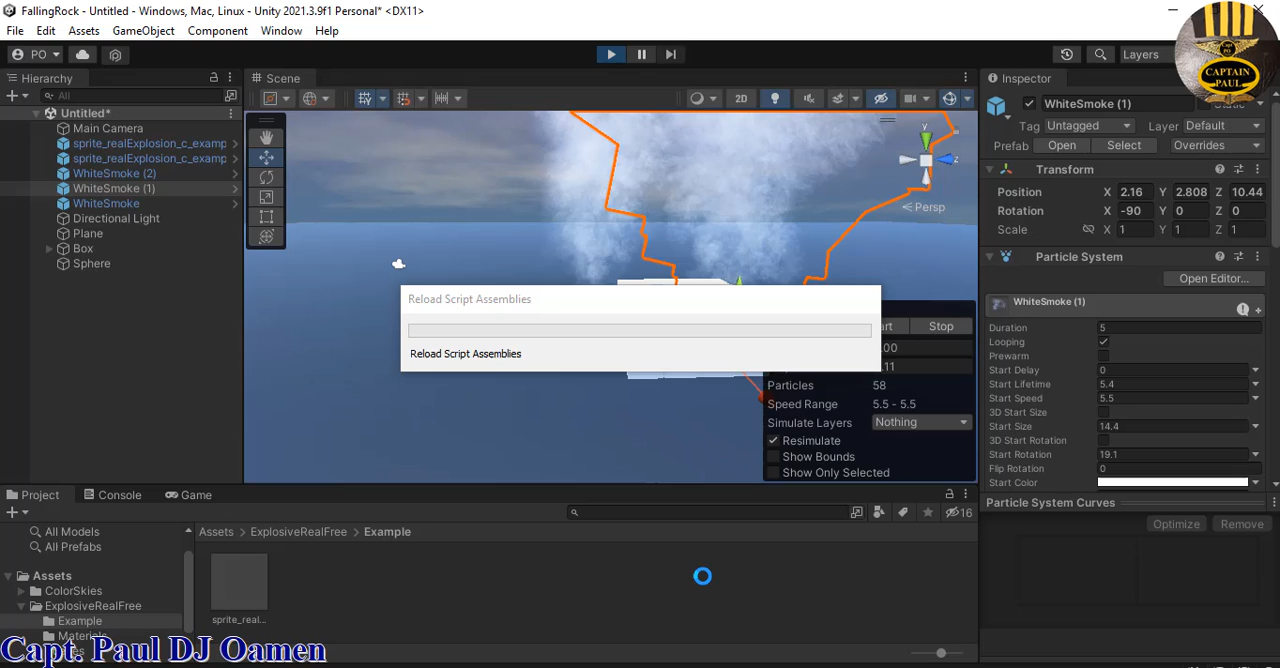 FallingRock - Untitled - Windows, Mac, Linux - Unity 2021.3.9f1 Personal* <DX11>
File Edit Assets GameObject Component Window Help
PO Layers
Hierarchy Scene Inspector
All 2D WhiteSmoke (1)
Untitled* Tag Untagged Layer Default
Main Camera Prefab Open Select Overrides
sprite_realExplosion_c_examp
sprite_realExplosion_c_examp
WhiteSmoke (2)
WhiteSmoke (1)
WhiteSmoke
Directional Light
Plane
Box
Sphere
y
z
Persp
Transform
Position X 2.16 Y 2.808 Z 10.44
Rotation X -90 Y 0 Z 0
Scale X 1 Y 1 Z 1
Particle System
Open Editor...
WhiteSmoke (1)
Duration 5
Looping
Prewarm
Start Delay 0
Start Lifetime 5.4
Start Speed 5.5
3D Start Size
Start Size 14.4
3D Start Rotation
Start Rotation 19.1
Flip Rotation 0
Start Color
Reload Script Assemblies
Reload Script Assemblies
Stop
Particles 58
Speed Range 5.5 - 5.5
Simulate Layers Nothing
Resimulate
Show Bounds
Show Only Selected
Particle System Curves
Optimize Remove
Project Console Game
16
All Models
All Prefabs
Assets
ColorSkies
ExplosiveRealFree
Example
Materials
Assets > ExplosiveRealFree > Example
sprite_real...
CAPTAIN
PAUL
Capt. Paul DJ Oamen